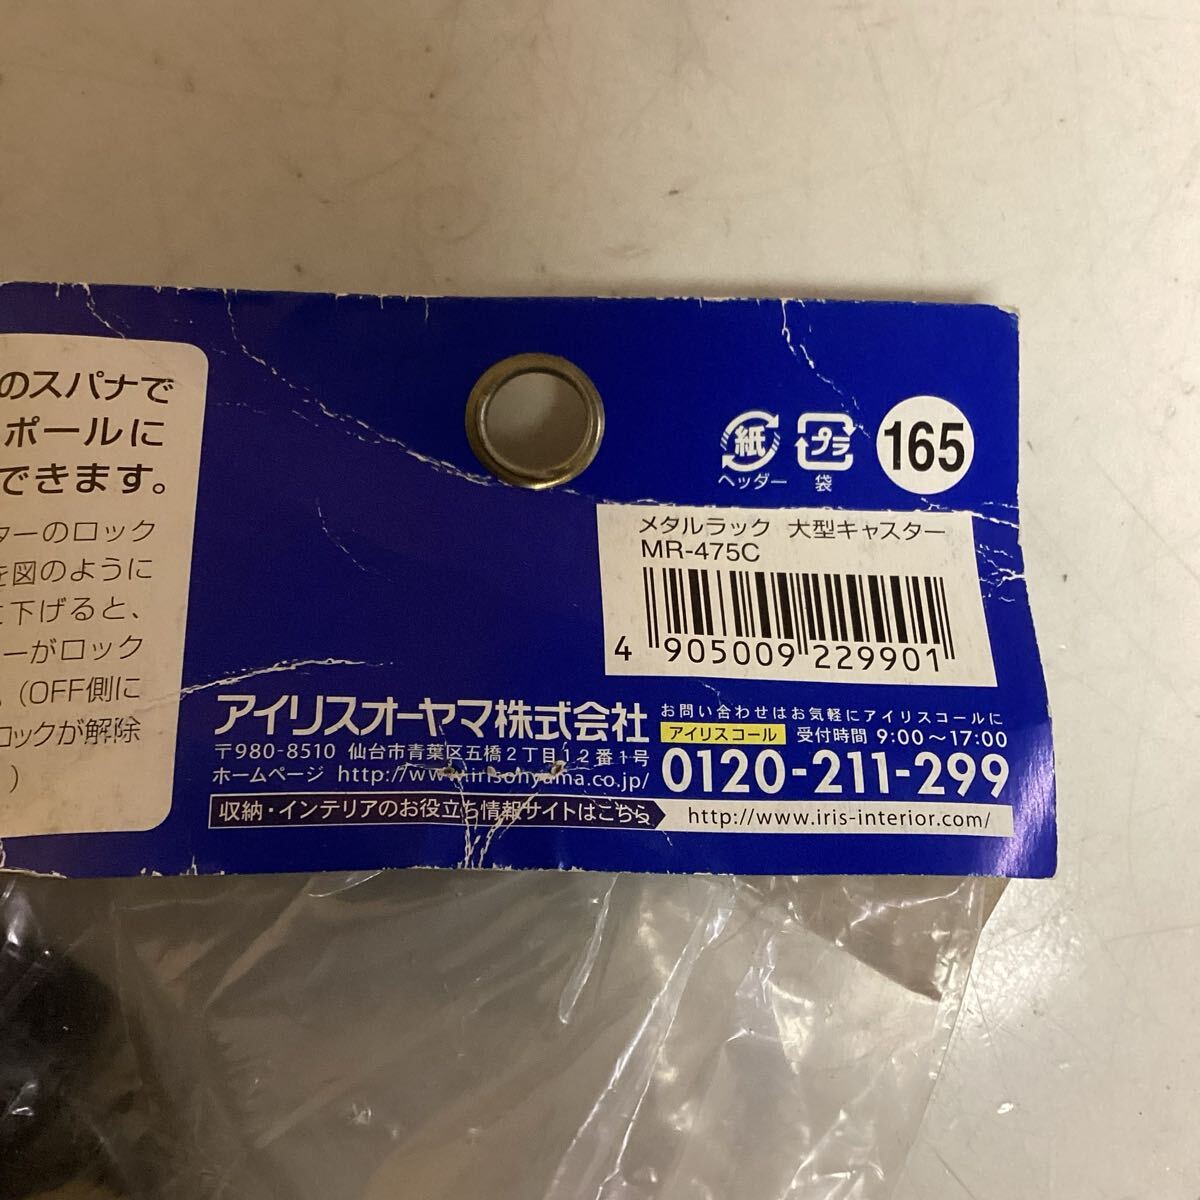 のスパナで
ポールに
できます。
ターのロック
を図のように
に下げると、
ーがロック
(OFF側に
ロックが解除
)
紙
プラ
165
ヘッダー
袋
メタルラック 大型キャスター
MR-475C
4 905009 229901
アイリスオーヤマ株式会社
〒980-8510 仙台市青葉区五橋2丁目12番1号
ホームページ http://www.irisohyama.co.jp/
お問い合わせはお気軽にアイリスコールに
アイリスコール 受付時間 9:00～17:00
0120-211-299
収納・インテリアのお役立ち情報サイトはこちら
http://www.iris-interior.com/